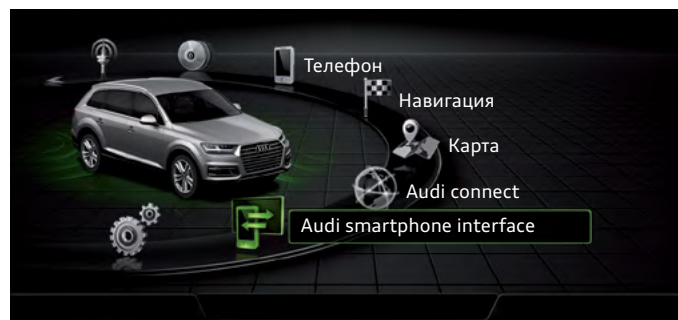 Телефон
Навигация
Карта
Audi connect
Audi smartphone interface